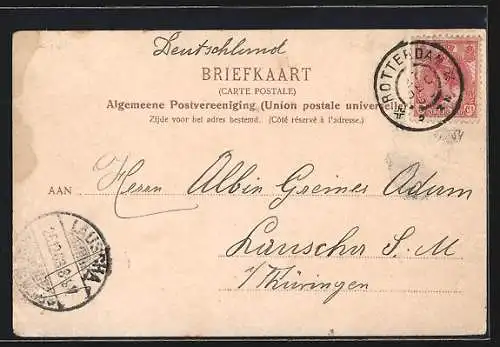 Deutschland
BRIEFKAART
(CARTE POSTALE)
Algemeene Postvereeniging (Union postale universelle)
Zijde voor het adres bestemd. (Côté réservé à l'adresse.)
ROTTERDAM
AAN Herrn Albin Greiner Adam
Lauscha S. M
i/Thüringen
LAUSCHA